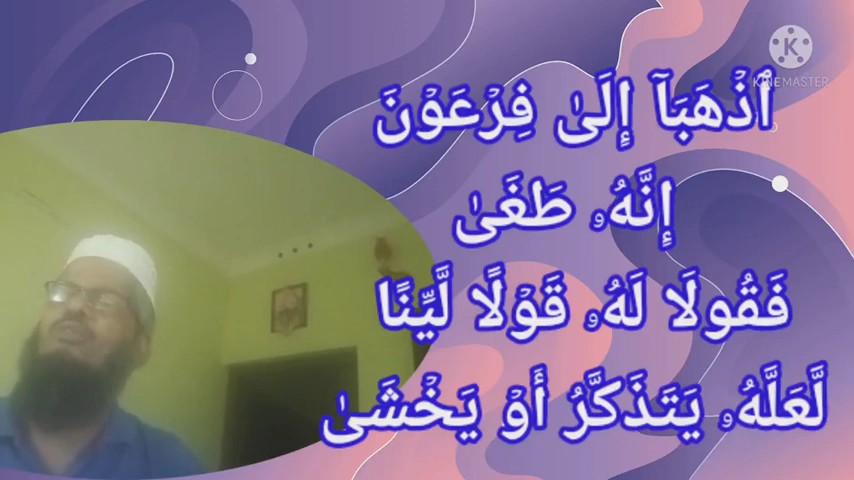 KINEMASTER
ٱذۡهَبَآ إِلَىٰ فِرۡعَوۡنَ
إِنَّهُۥ طَغَىٰ
فَقُولَا لَهُۥ قَوۡلٗا لَّيِّنٗا
لَّعَلَّهُۥ يَتَذَكَّرُ أَوۡ يَخۡشَىٰ